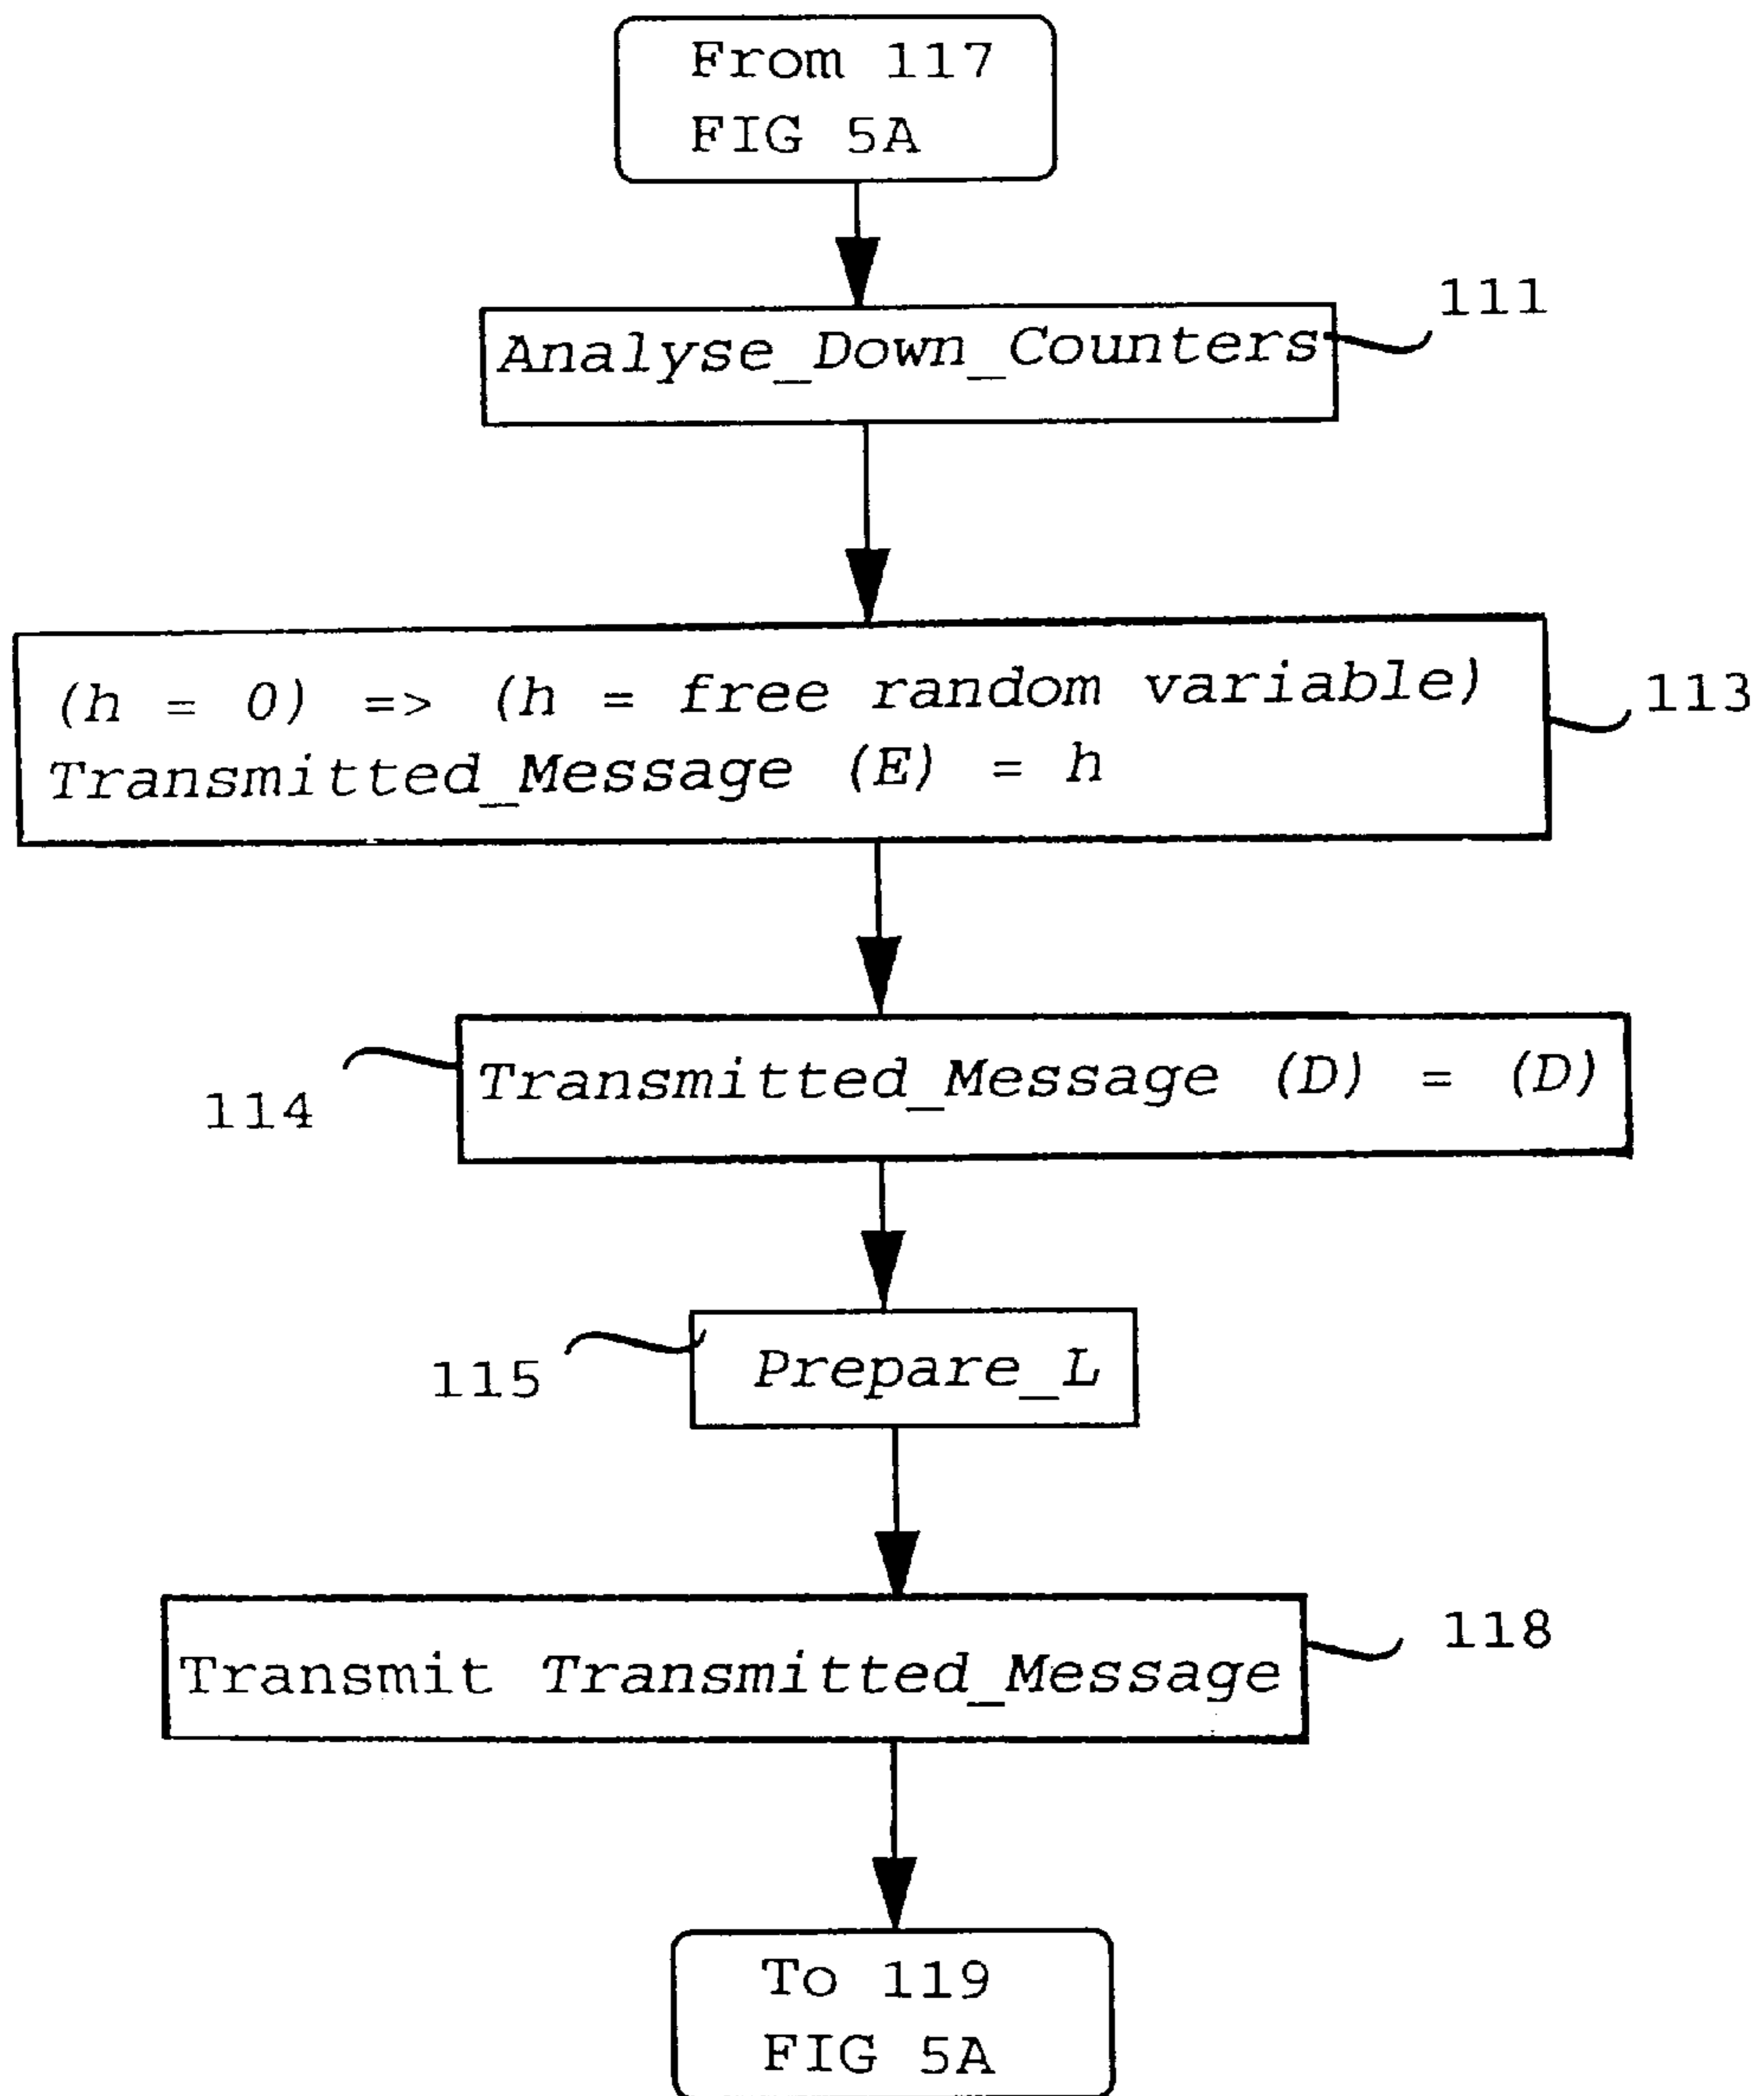 From 117
FIG 5A
Analyse_Down_Counters
111
(h = 0) => (h = free random variable)
Transmitted_Message (E) = h
113
Transmitted_Message (D) = (D)
114
Prepare_L
115
Transmit Transmitted_Message
118
To 119
FIG 5A